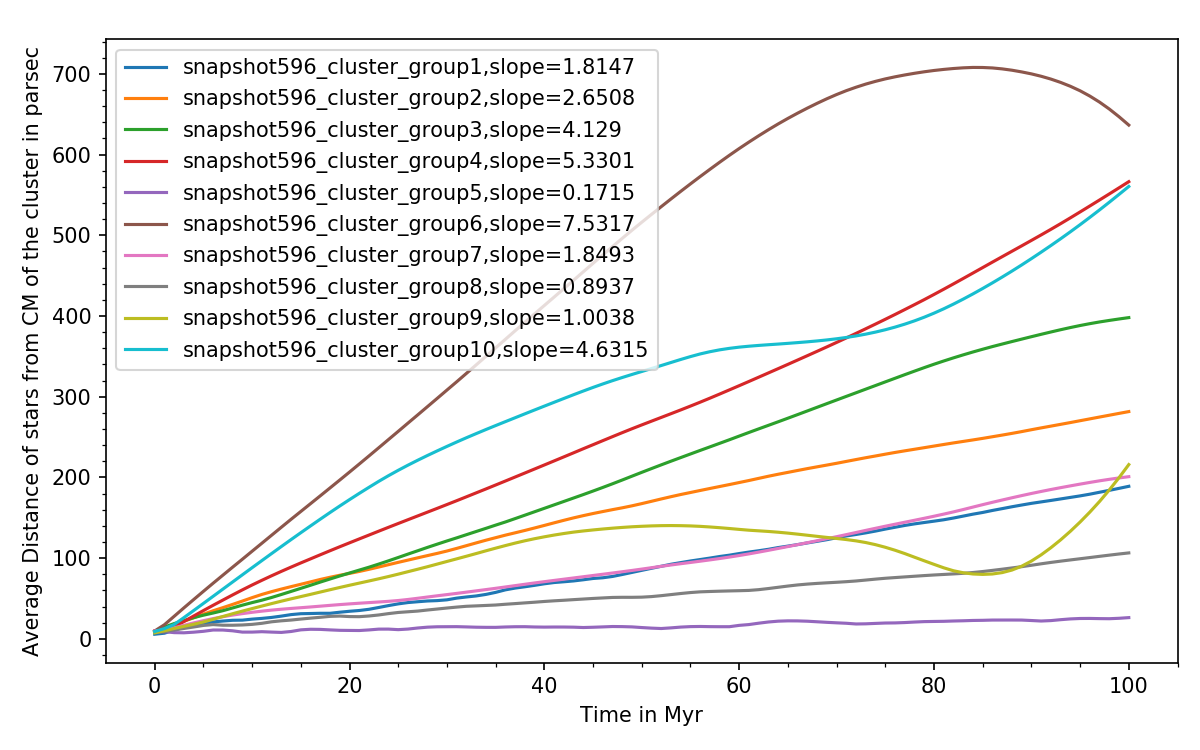 Average Distance of stars from CM of the cluster in parsec
700
600
500
400
300
200
100
0
snapshot596_cluster_group1,slope=1.8147
snapshot596_cluster_group2,slope=2.6508
snapshot596_cluster_group3,slope=4.129
snapshot596_cluster_group4,slope=5.3301
snapshot596_cluster_group5,slope=0.1715
snapshot596_cluster_group6,slope=7.5317
snapshot596_cluster_group7,slope=1.8493
snapshot596_cluster_group8,slope=0.8937
snapshot596_cluster_group9,slope=1.0038
snapshot596_cluster_group10,slope=4.6315
0 20 40 60 80 100
Time in Myr